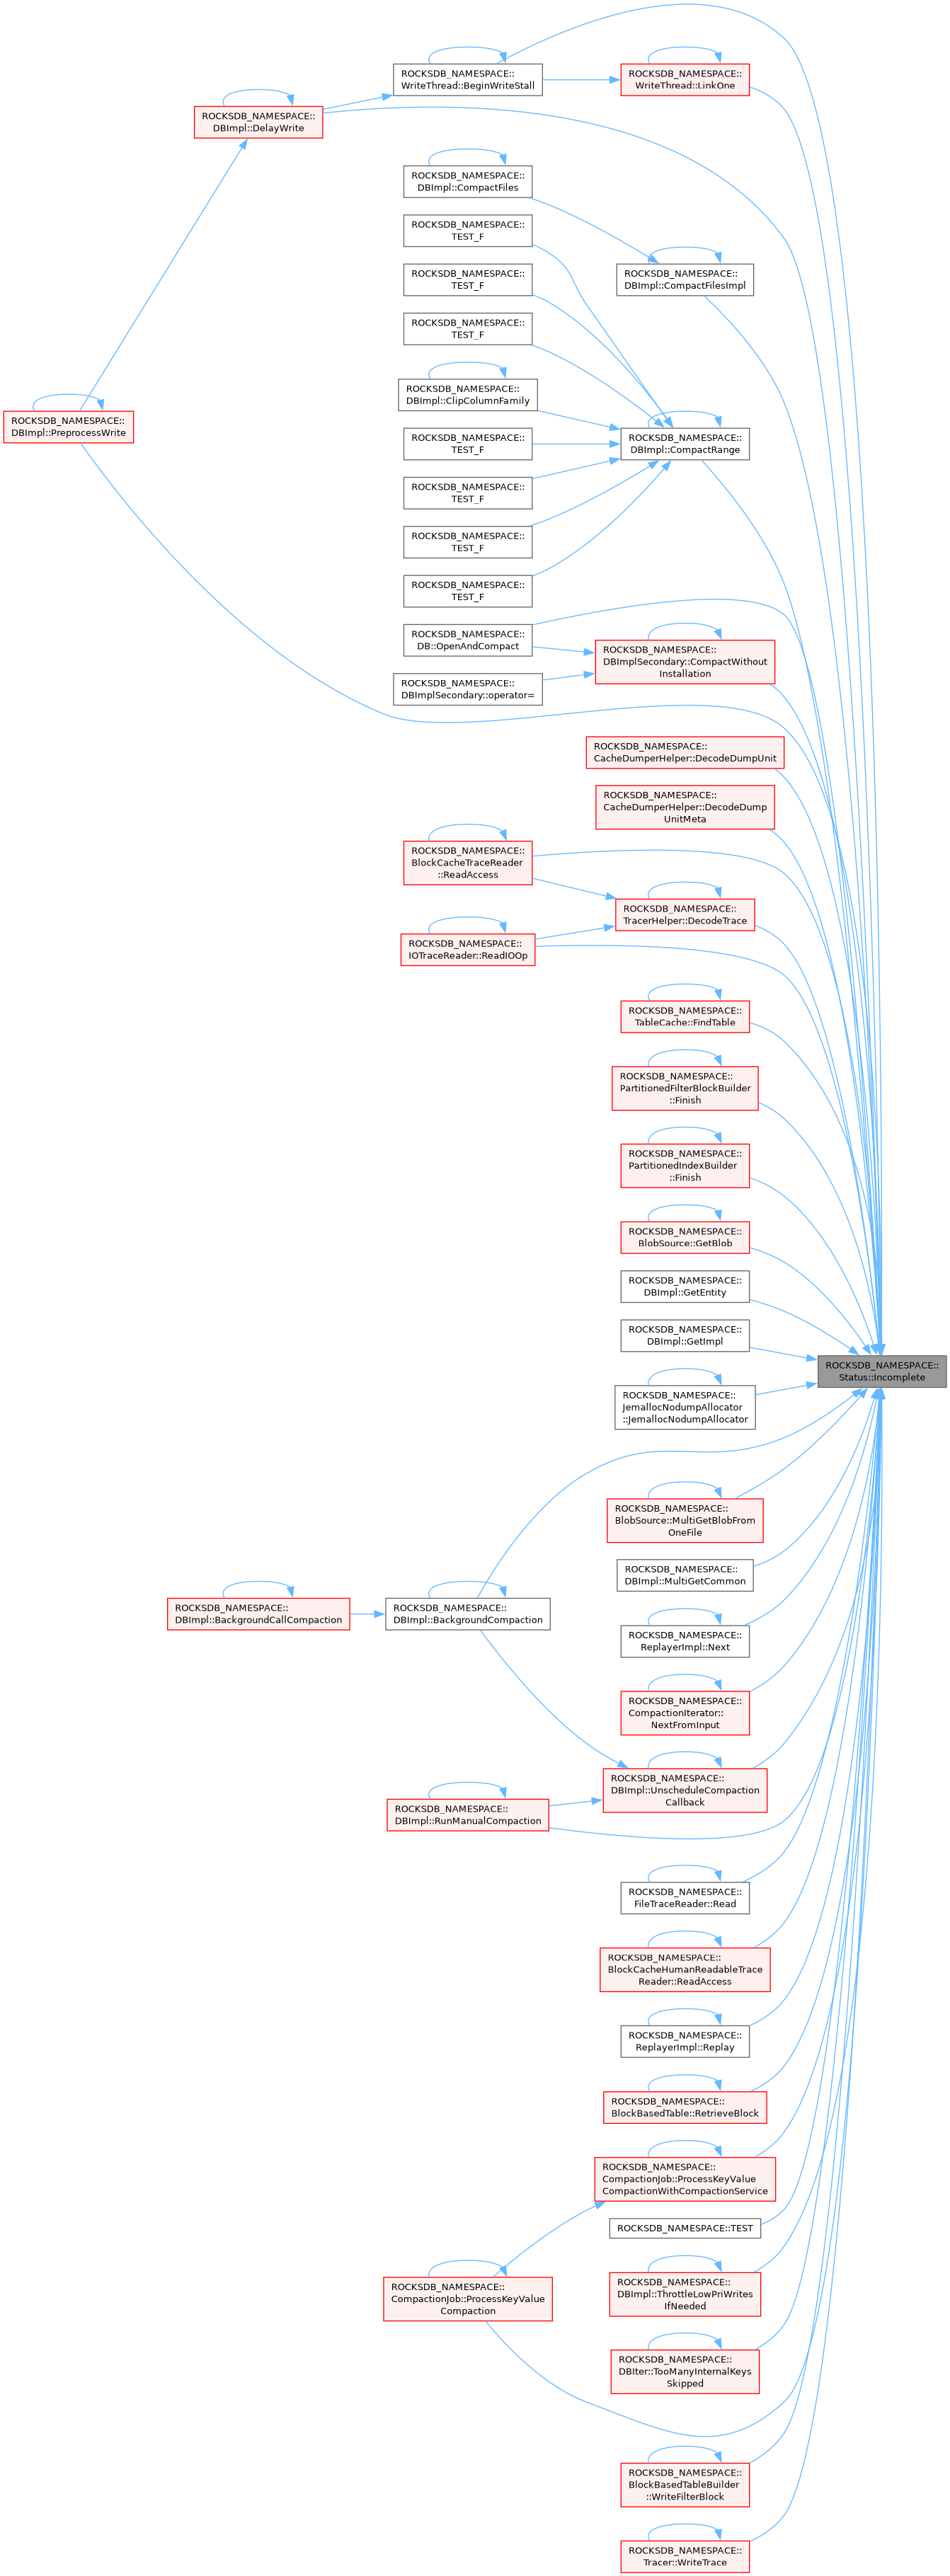 ROCKSDB_NAMESPACE::
WriteThread::BeginWriteStall
ROCKSDB_NAMESPACE::
WriteThread::LinkOne
ROCKSDB_NAMESPACE::
DBImpl::DelayWrite
ROCKSDB_NAMESPACE::
DBImpl::CompactFiles
ROCKSDB_NAMESPACE::
TEST_F
ROCKSDB_NAMESPACE::
DBImpl::CompactFilesImpl
ROCKSDB_NAMESPACE::
TEST_F
ROCKSDB_NAMESPACE::
TEST_F
ROCKSDB_NAMESPACE::
DBImpl::ClipColumnFamily
ROCKSDB_NAMESPACE::
DBImpl::PreprocessWrite
ROCKSDB_NAMESPACE::
TEST_F
ROCKSDB_NAMESPACE::
DBImpl::CompactRange
ROCKSDB_NAMESPACE::
TEST_F
ROCKSDB_NAMESPACE::
TEST_F
ROCKSDB_NAMESPACE::
TEST_F
ROCKSDB_NAMESPACE::
DB::OpenAndCompact
ROCKSDB_NAMESPACE::
DBImplSecondary::CompactWithout
Installation
ROCKSDB_NAMESPACE::
DBImplSecondary::operator=
ROCKSDB_NAMESPACE::
CacheDumperHelper::DecodeDumpUnit
ROCKSDB_NAMESPACE::
CacheDumperHelper::DecodeDump
UnitMeta
ROCKSDB_NAMESPACE::
BlockCacheTraceReader
::ReadAccess
ROCKSDB_NAMESPACE::
TracerHelper::DecodeTrace
ROCKSDB_NAMESPACE::
IOTraceReader::ReadIOOp
ROCKSDB_NAMESPACE::
TableCache::FindTable
ROCKSDB_NAMESPACE::
PartitionedFilterBlockBuilder
::Finish
ROCKSDB_NAMESPACE::
PartitionedIndexBuilder
::Finish
ROCKSDB_NAMESPACE::
BlobSource::GetBlob
ROCKSDB_NAMESPACE::
DBImpl::GetEntity
ROCKSDB_NAMESPACE::
DBImpl::GetImpl
ROCKSDB_NAMESPACE::
Status::Incomplete
ROCKSDB_NAMESPACE::
JemallocNodumpAllocator
::JemallocNodumpAllocator
ROCKSDB_NAMESPACE::
BlobSource::MultiGetBlobFrom
OneFile
ROCKSDB_NAMESPACE::
DBImpl::MultiGetCommon
ROCKSDB_NAMESPACE::
DBImpl::BackgroundCallCompaction
ROCKSDB_NAMESPACE::
DBImpl::BackgroundCompaction
ROCKSDB_NAMESPACE::
ReplayerImpl::Next
ROCKSDB_NAMESPACE::
CompactionIterator::
NextFromInput
ROCKSDB_NAMESPACE::
DBImpl::UnscheduleCompaction
Callback
ROCKSDB_NAMESPACE::
DBImpl::RunManualCompaction
ROCKSDB_NAMESPACE::
FileTraceReader::Read
ROCKSDB_NAMESPACE::
BlockCacheHumanReadableTrace
Reader::ReadAccess
ROCKSDB_NAMESPACE::
ReplayerImpl::Replay
ROCKSDB_NAMESPACE::
BlockBasedTable::RetrieveBlock
ROCKSDB_NAMESPACE::
CompactionJob::ProcessKeyValue
CompactionWithCompactionService
ROCKSDB_NAMESPACE::TEST
ROCKSDB_NAMESPACE::
CompactionJob::ProcessKeyValue
Compaction
ROCKSDB_NAMESPACE::
DBImpl::ThrottleLowPriWrites
IfNeeded
ROCKSDB_NAMESPACE::
DBIter::TooManyInternalKeys
Skipped
ROCKSDB_NAMESPACE::
BlockBasedTableBuilder
::WriteFilterBlock
ROCKSDB_NAMESPACE::
Tracer::WriteTrace